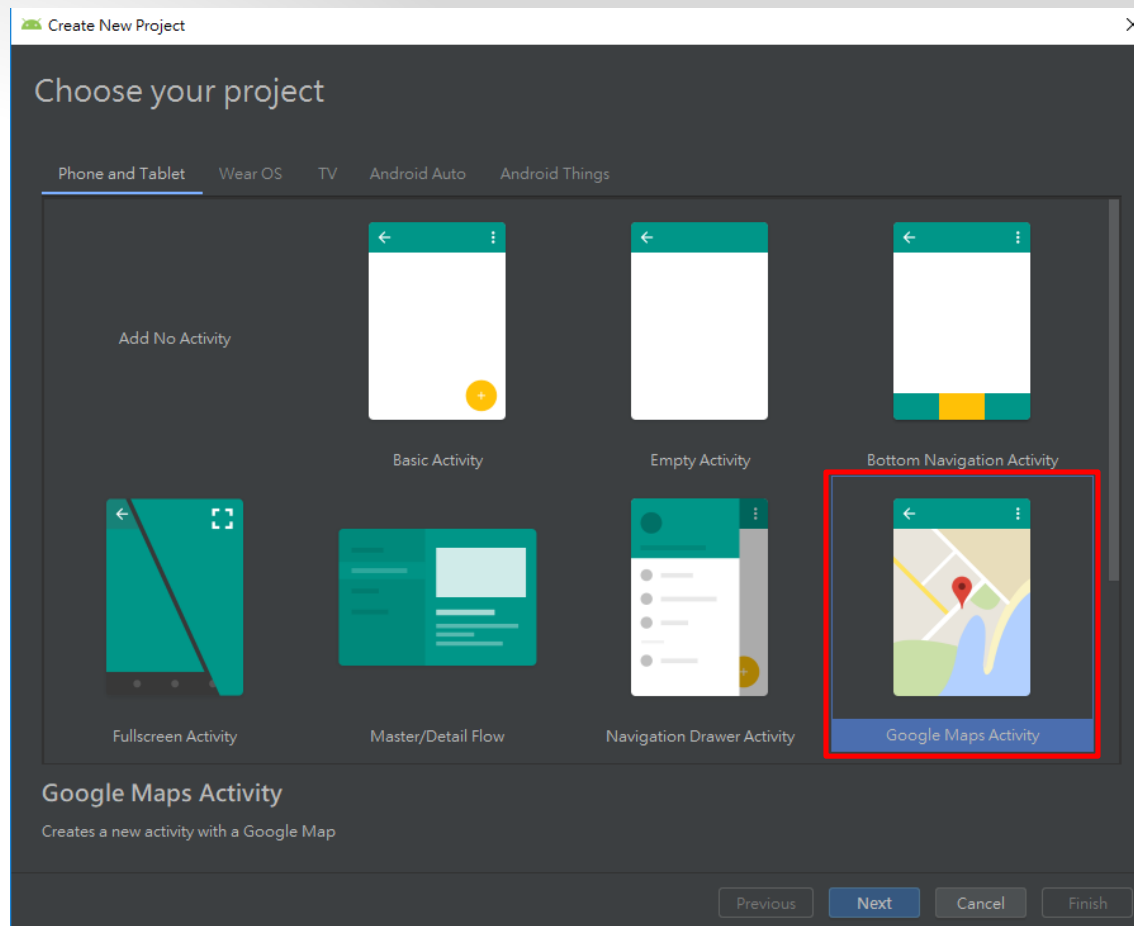 Create New Project
Choose your project
Phone and Tablet Wear OS TV Android Auto Android Things
Add No Activity
Basic Activity
Empty Activity
Bottom Navigation Activity
Fullscreen Activity
Master/Detail Flow
Navigation Drawer Activity
Google Maps Activity
Google Maps Activity
Creates a new activity with a Google Map
Previous Next Cancel Finish